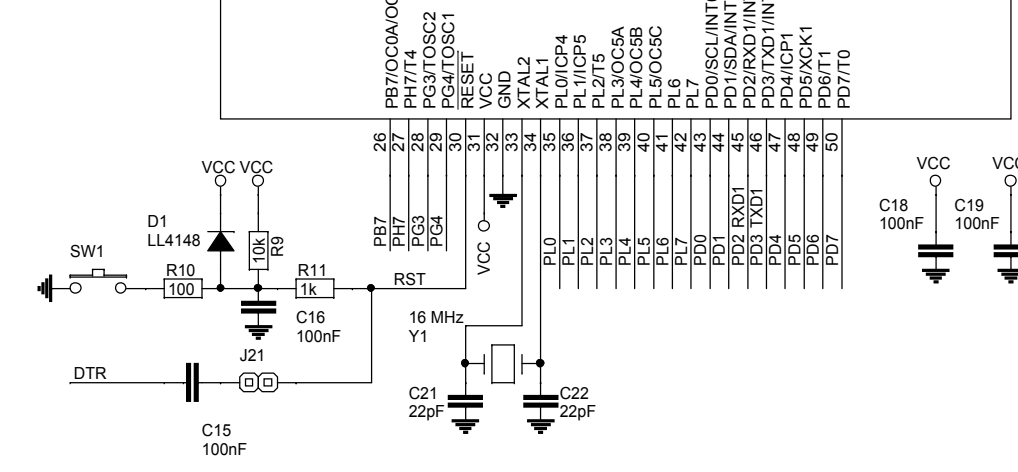 PB7/OC0A/OC
PH7/T4
PG3/TOSC2
PG4/TOSC1
RESET
VCC
GND
XTAL2
XTAL1
PL0/ICP4
PL1/ICP5
PL2/T5
PL3/OC5A
PL4/OC5B
PL5/OC5C
PL6
PL7
PD0/SCL/INT0
PD1/SDA/INT
PD2/RXD1/IN
PD3/TXD1/IN
PD4/ICP1
PD5/XCK1
PD6/T1
PD7/T0
26
27
28
29
30
31
32
33
34
35
36
37
38
39
40
41
42
43
44
45
46
47
48
49
50
PB7
PH7
PG3
PG4
VCC
PL0
PL1
PL2
PL3
PL4
PL5
PL6
PL7
PD0
PD1
PD2 RXD1
PD3 TXD1
PD4
PD5
PD6
PD7
VCC VCC
D1
LL4148
10k
R9
SW1
R10
100
R11
1k
RST
C16
100nF
16 MHz
Y1
J21
DTR
C15
100nF
C21
22pF
C22
22pF
VCC
C18
100nF
VCC
C19
100nF